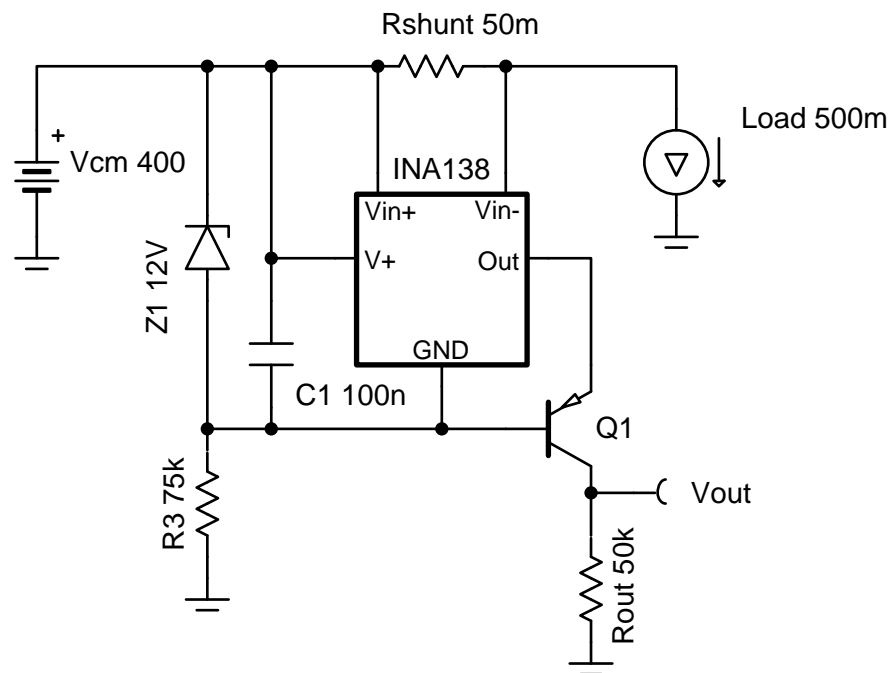 Rshunt 50m
+
Vcm 400
Load 500m
INA138
Vin+
Vin-
V+
Out
GND
Z1 12V
C1 100n
Q1
R3 75k
Vout
Rout 50k